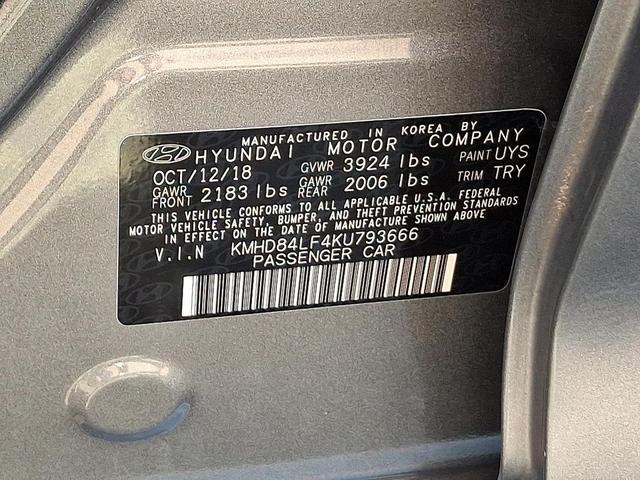 MANUFACTURED IN KOREA BY
HYUNDAI MOTOR COMPANY
OCT/12/18 GVWR 3924 lbs PAINT UYS
GAWR FRONT 2183 lbs GAWR REAR 2006 lbs TRIM TRY
THIS VEHICLE CONFORMS TO ALL APPLICABLE U.S.A. FEDERAL
MOTOR VEHICLE SAFETY, BUMPER, AND THEFT PREVENTION STANDARDS
IN EFFECT ON THE DATE OF MANUFACTURE SHOWN ABOVE
V.I.N KMHD84LF4KU793666
PASSENGER CAR